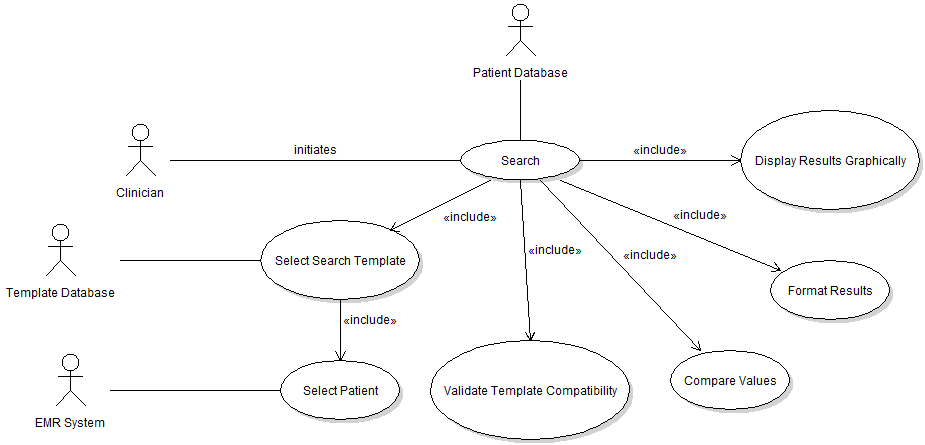 Patient Database
initiates
Search
«include»
Display Results Graphically
Clinician
«include»
«include»
«include»
«include»
Select Search Template
Template Database
Format Results
«include»
Select Patient
Validate Template Compatibility
Compare Values
EMR System